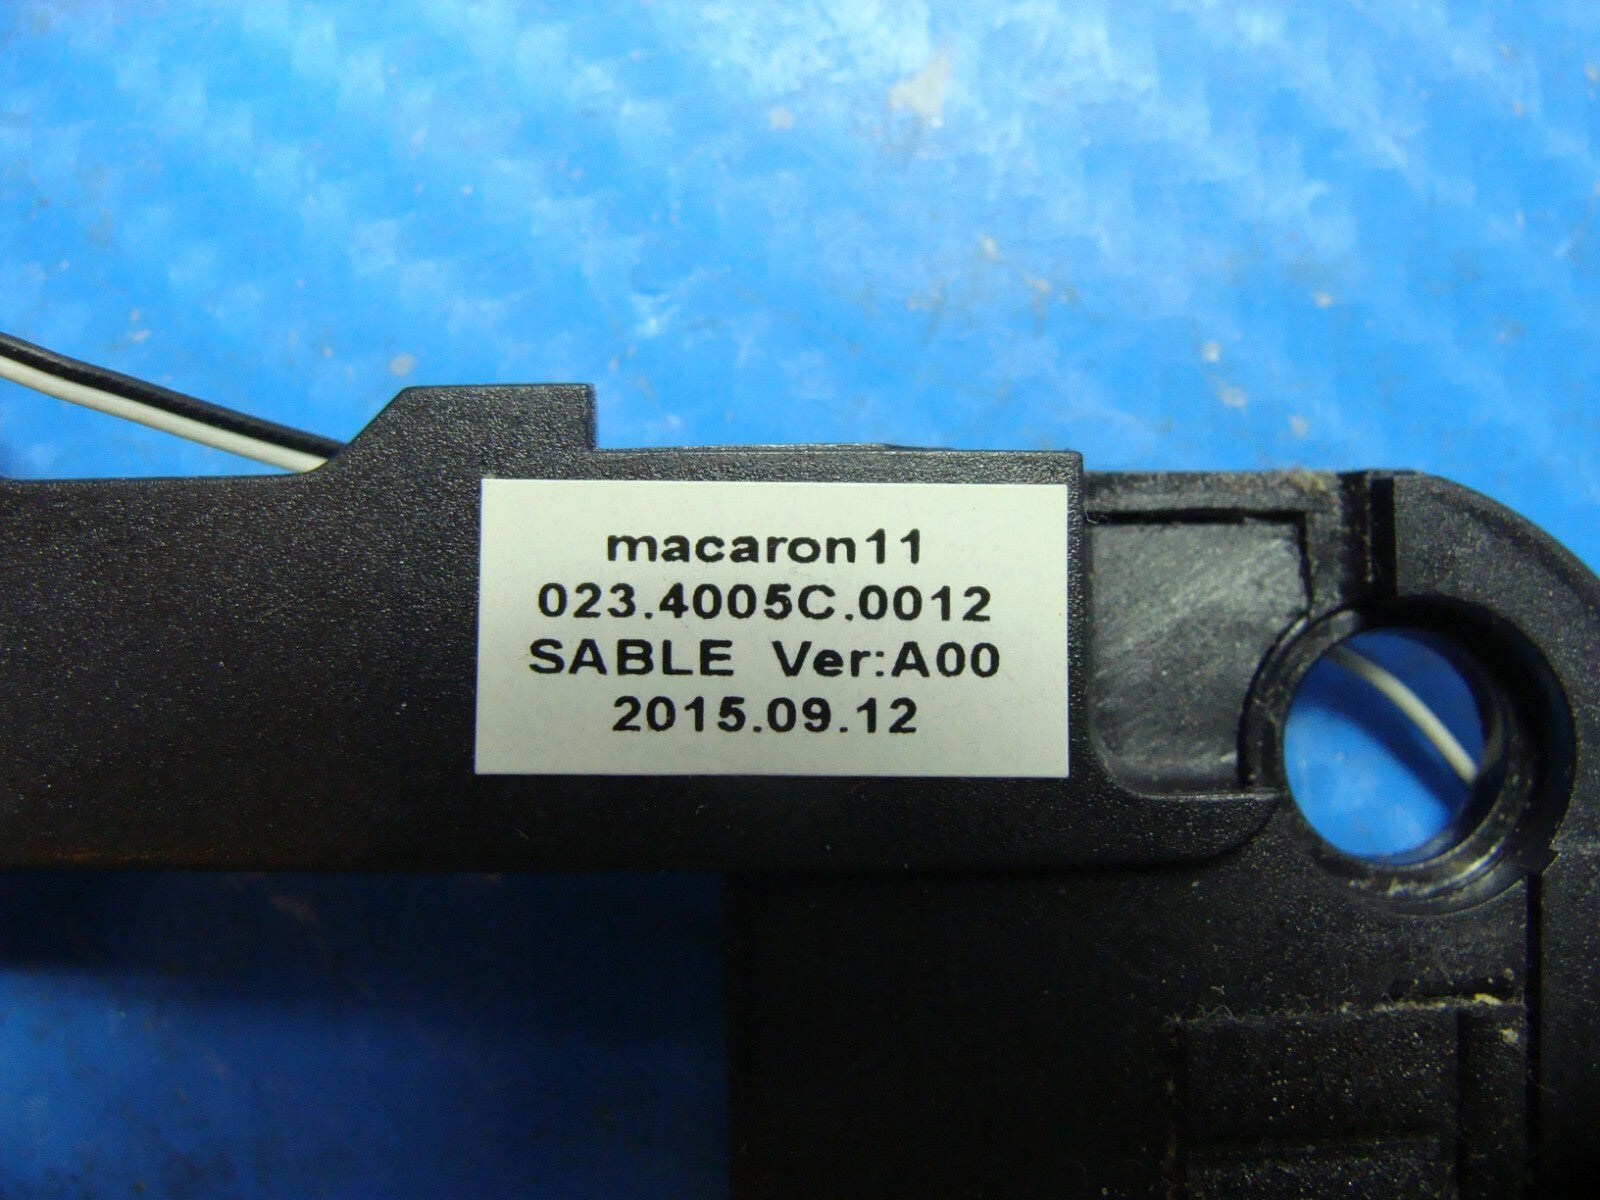 macaron11
023.4005C.0012
SABLE Ver:A00
2015.09.12